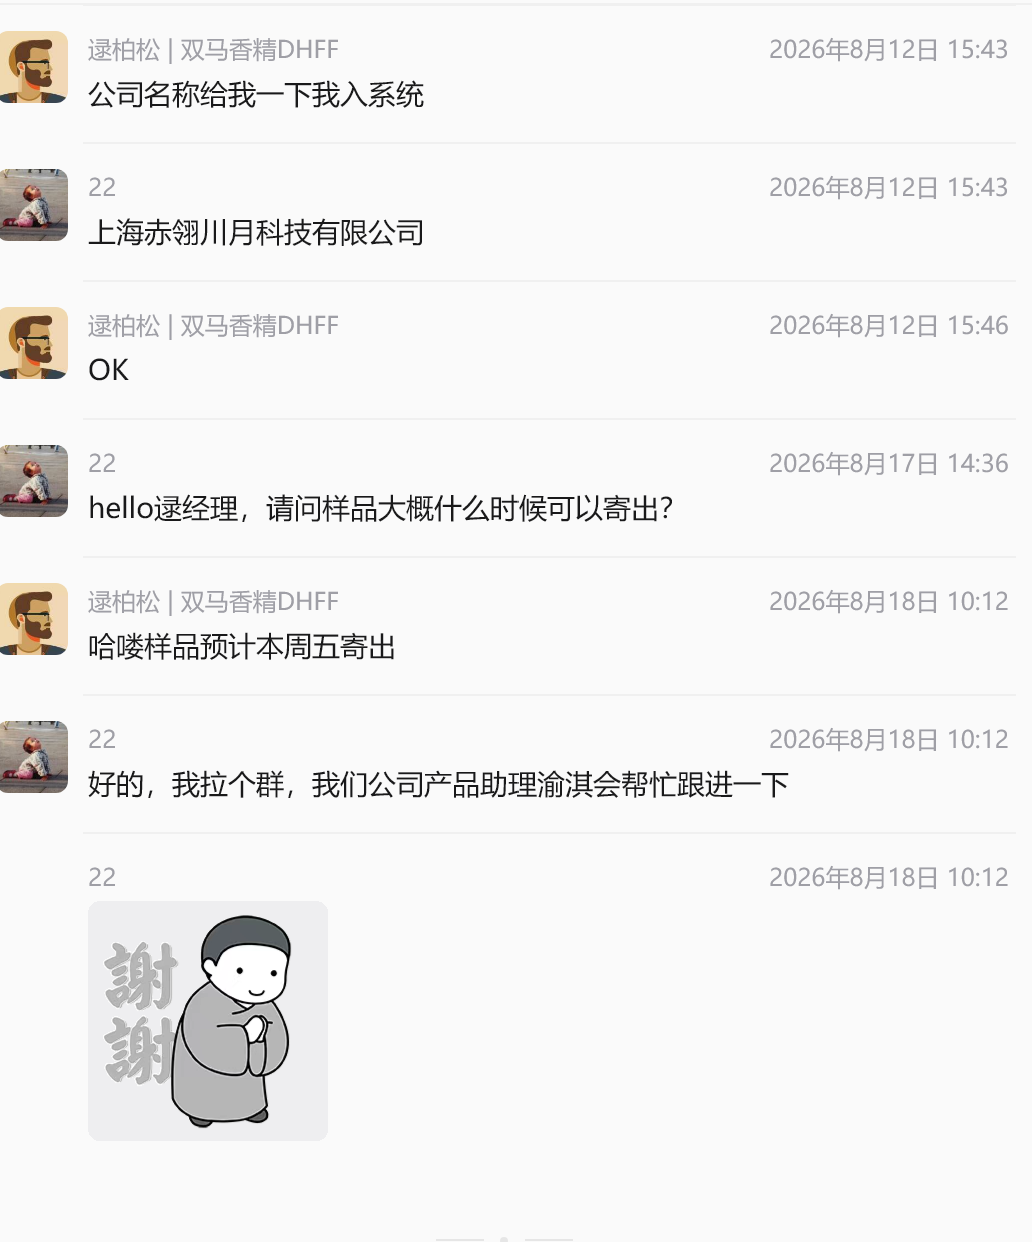 逯柏松 | 双马香精DHFF
2026年8月12日 15:43
公司名称给我一下我入系统
22
2026年8月12日 15:43
上海赤翎川月科技有限公司
逯柏松 | 双马香精DHFF
2026年8月12日 15:46
OK
22
2026年8月17日 14:36
hello逯经理，请问样品大概什么时候可以寄出？
逯柏松 | 双马香精DHFF
2026年8月18日 10:12
哈喽样品预计本周五寄出
22
2026年8月18日 10:12
好的，我拉个群，我们公司产品助理渝淇会帮忙跟进一下
22
2026年8月18日 10:12
謝
謝